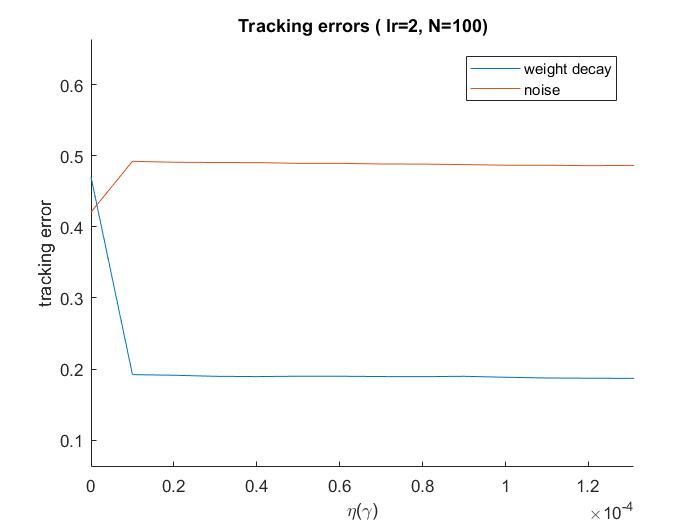 Tracking errors ( lr=2, N=100)
weight decay
noise
tracking error
0.6
0.5
0.4
0.3
0.2
0.1
0 0.2 0.4 0.6 0.8 1 1.2
η(γ)
×10⁻⁴